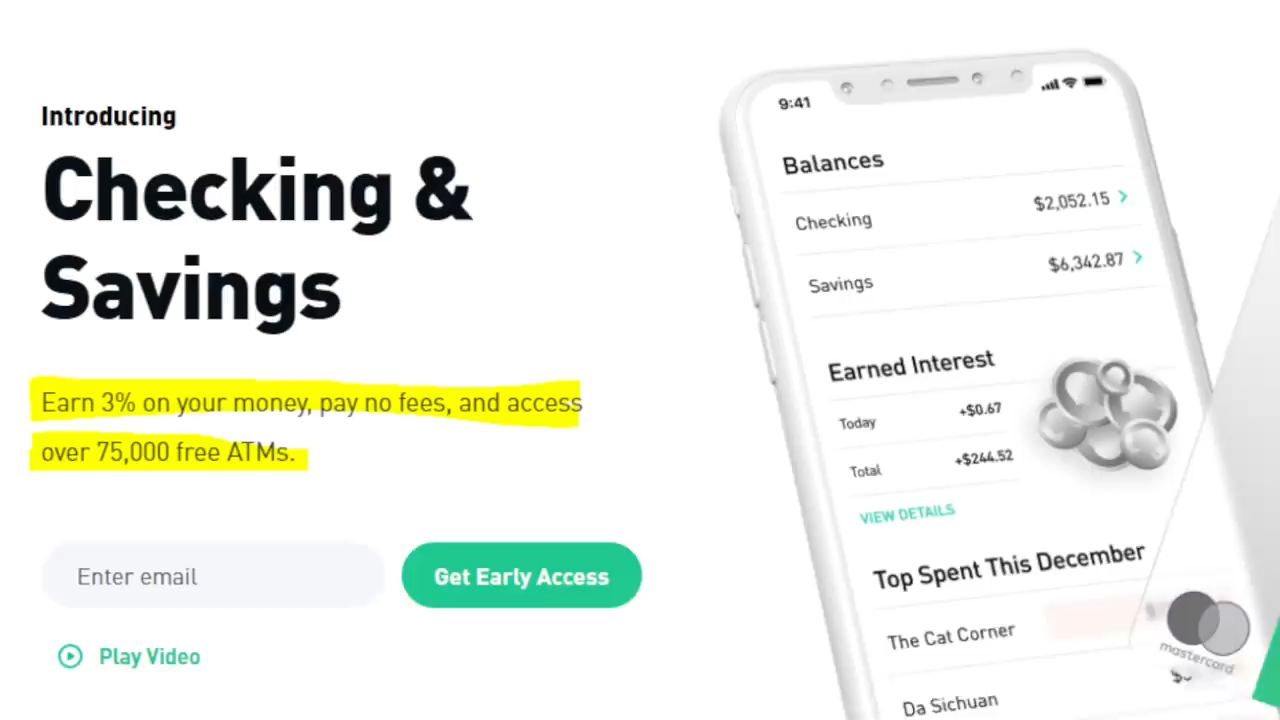 Introducing
Checking &
Savings
Earn 3% on your money, pay no fees, and access
over 75,000 free ATMs.
Enter email
Get Early Access
Play Video
9:41
Balances
Checking $2,052.15
Savings $6,342.87
Earned Interest
Today +$0.67
Total +$244.52
VIEW DETAILS
Top Spent This December
The Cat Corner
Da Sichuan
mastercard